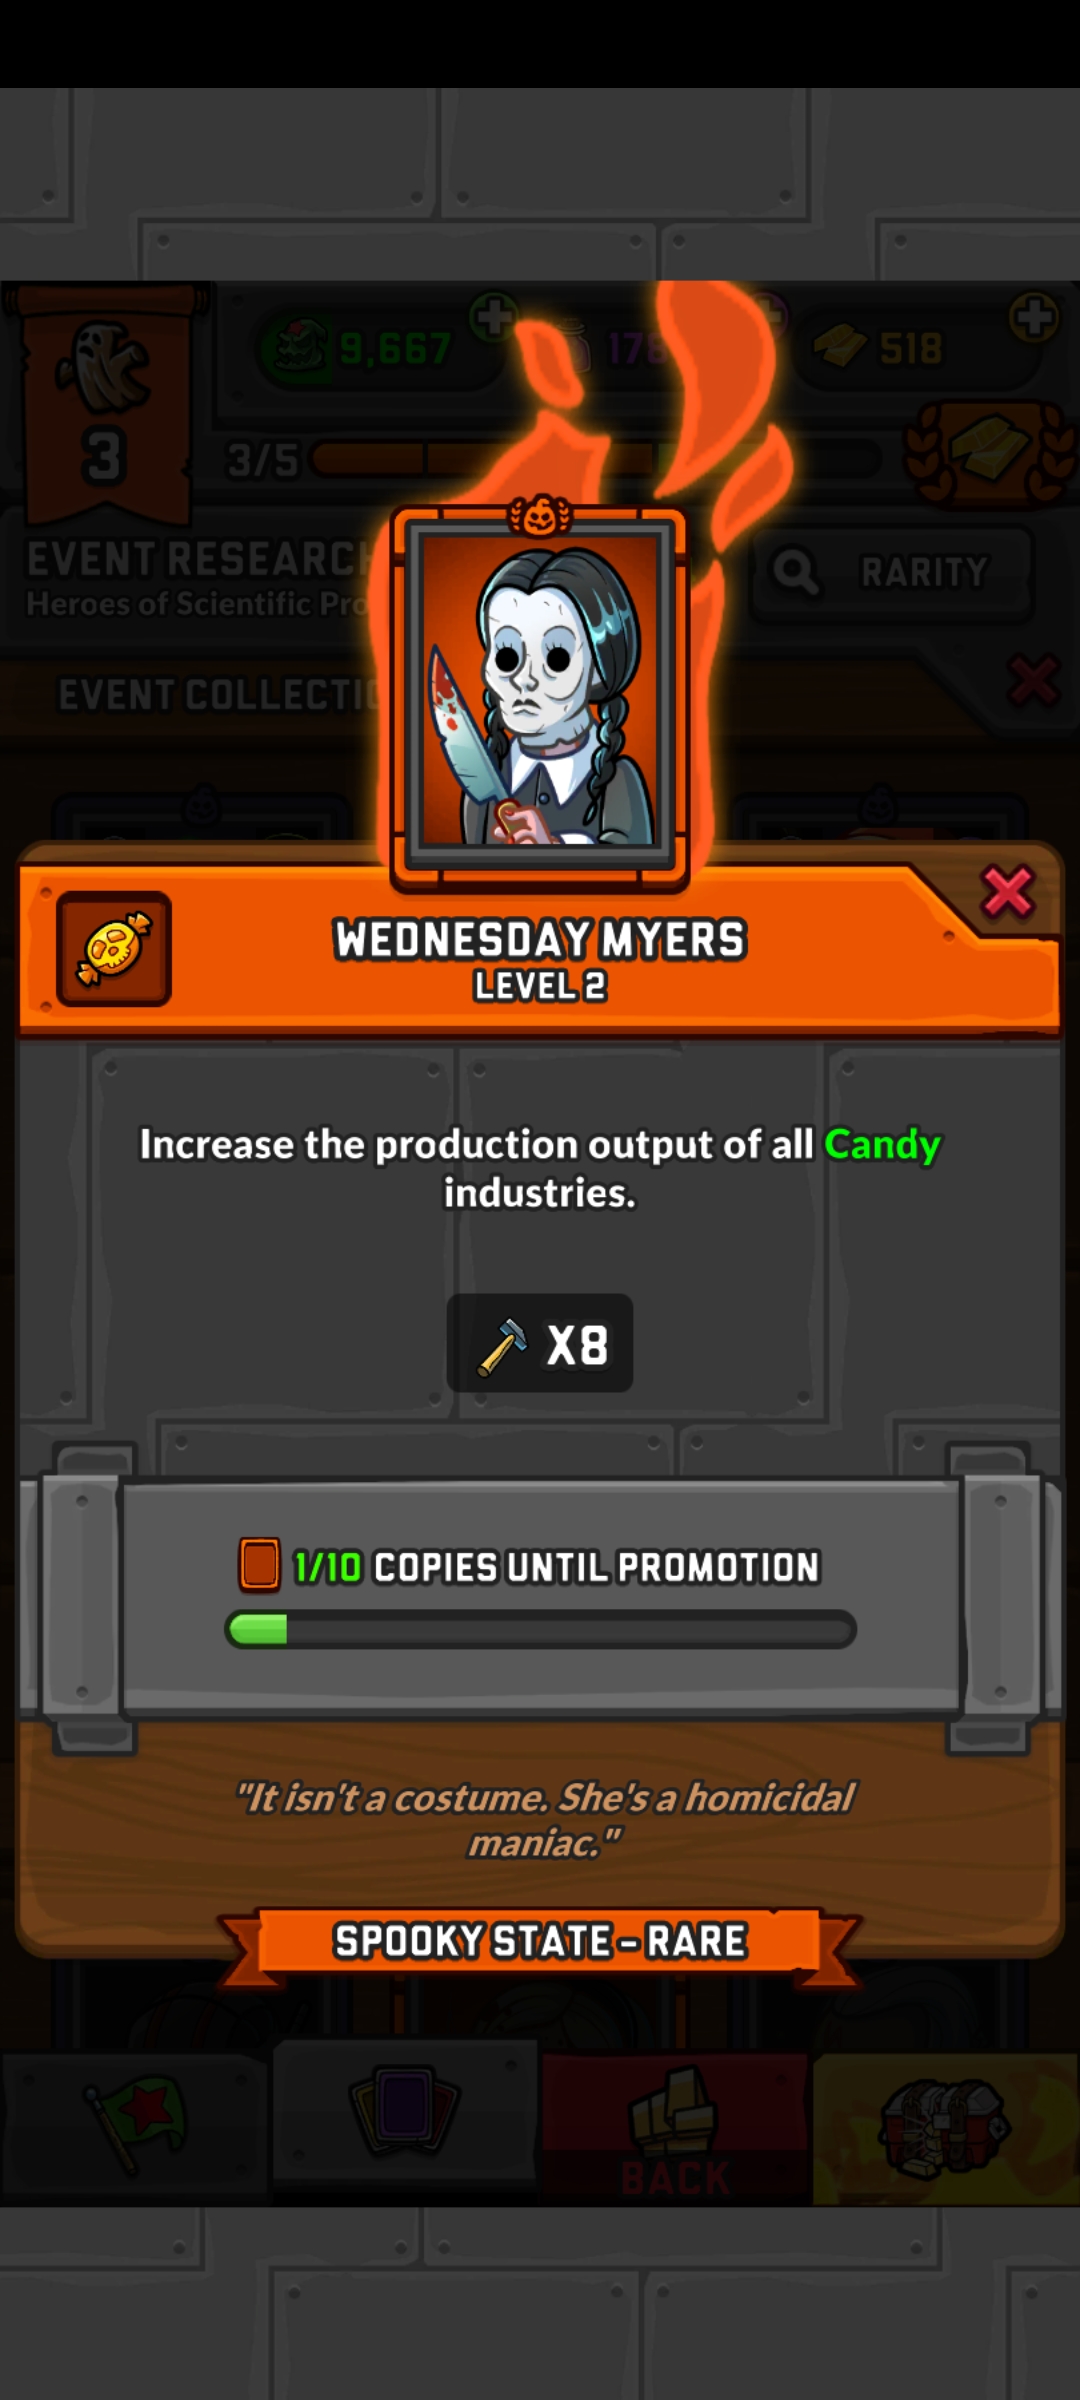 9,667
178
518
3
3/5
EVENT RESEARCH
Heroes of Scientific Pro
RARITY
EVENT COLLECTIO
WEDNESDAY MYERS
LEVEL 2
Increase the production output of all Candy
industries.
X8
1/10 COPIES UNTIL PROMOTION
"It isn't a costume. She's a homicidal
maniac."
SPOOKY STATE - RARE
BACK